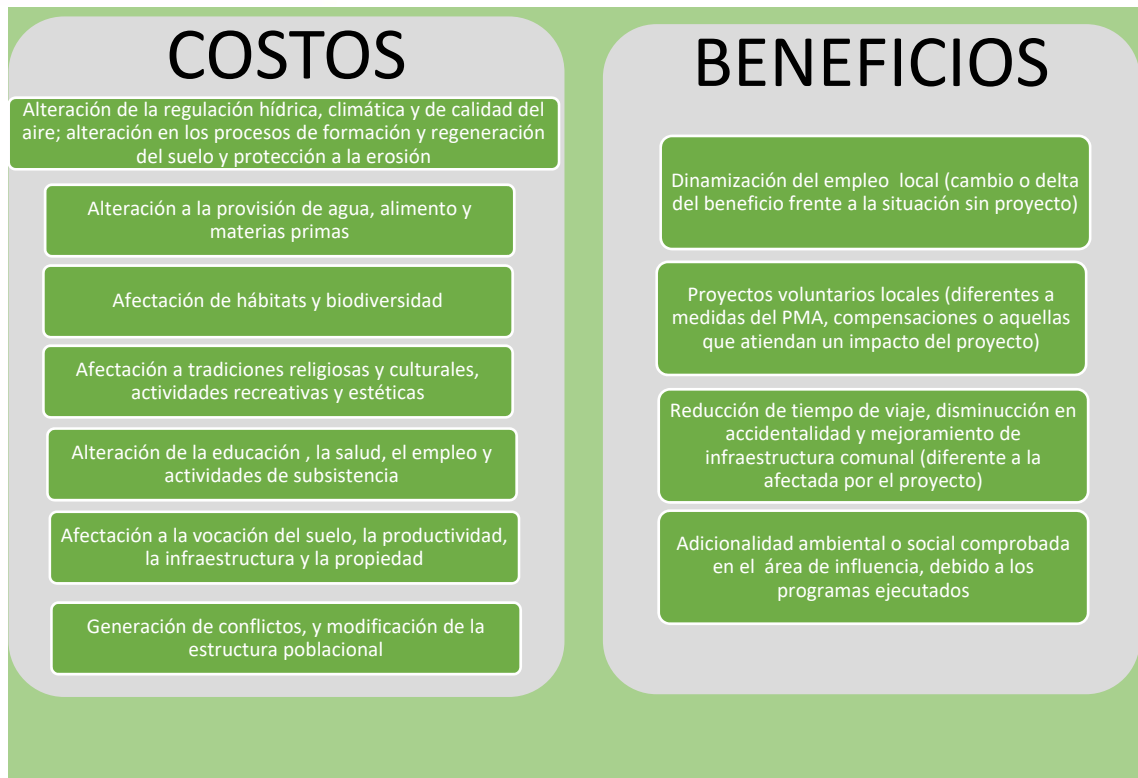 COSTOS
Alteración de la regulación hídrica, climática y de calidad del
aire; alteración en los procesos de formación y regeneración
del suelo y protección a la erosión
Alteración a la provisión de agua, alimento y
materias primas
Afectación de hábitats y biodiversidad
Afectación a tradiciones religiosas y culturales,
actividades recreativas y estéticas
Alteración de la educación , la salud, el empleo y
actividades de subsistencia
Afectación a la vocación del suelo, la productividad,
la infraestructura y la propiedad
Generación de conflictos, y modificación de la
estructura poblacional
BENEFICIOS
Dinamización del empleo local (cambio o delta
del beneficio frente a la situación sin proyecto)
Proyectos voluntarios locales (diferentes a
medidas del PMA, compensaciones o aquellas
que atiendan un impacto del proyecto)
Reducción de tiempo de viaje, disminucción en
accidentalidad y mejoramiento de
infraestructura comunal (diferente a la
afectada por el proyecto)
Adicionalidad ambiental o social comprobada
en el área de influencia, debido a los
programas ejecutados